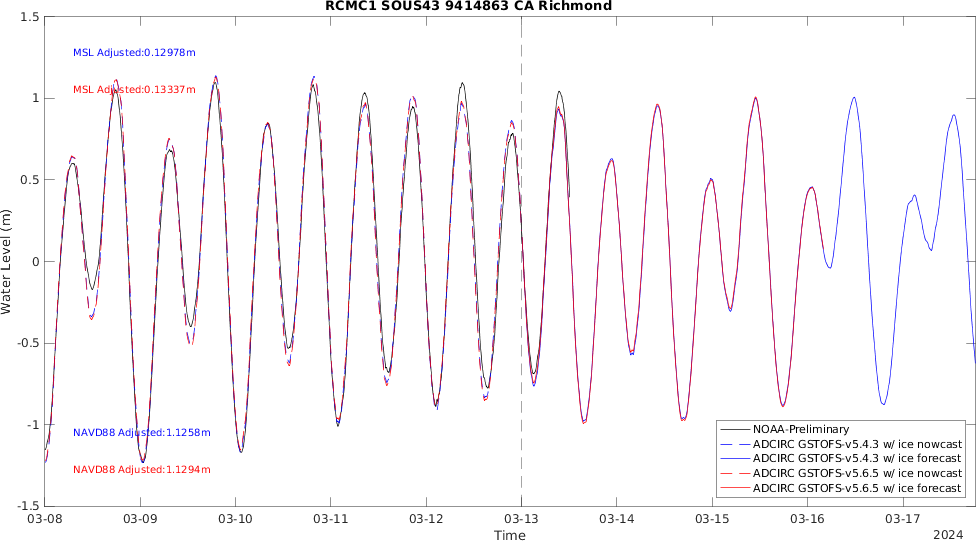 RCMC1 SOUS43 9414863 CA Richmond
1.5
MSL Adjusted:0.12978m
1
MSL Adjusted:0.13337m
0.5
Water Level (m)
0
-0.5
-1
NAVD88 Adjusted:1.1258m
NOAA-Preliminary
ADCIRC GSTOFS-v5.4.3 w/ ice nowcast
ADCIRC GSTOFS-v5.4.3 w/ ice forecast
NAVD88 Adjusted:1.1294m
ADCIRC GSTOFS-v5.6.5 w/ ice nowcast
ADCIRC GSTOFS-v5.6.5 w/ ice forecast
-1.5
03-08 03-09 03-10 03-11 03-12 03-13 03-14 03-15 03-16 03-17
Time
2024